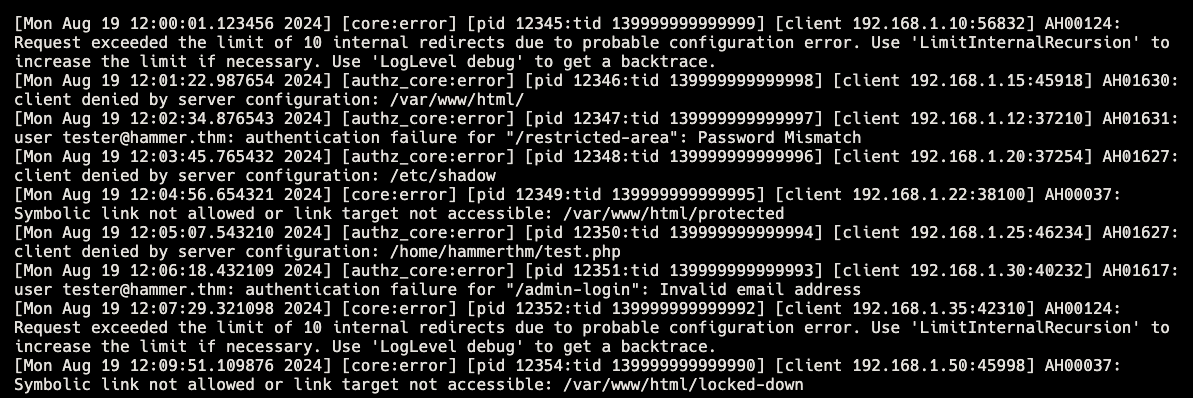 [Mon Aug 19 12:00:01.123456 2024] [core:error] [pid 12345:tid 139999999999999] [client 192.168.1.10:56832] AH00124:
Request exceeded the limit of 10 internal redirects due to probable configuration error. Use 'LimitInternalRecursion' to
increase the limit if necessary. Use 'LogLevel debug' to get a backtrace.
[Mon Aug 19 12:01:22.987654 2024] [authz_core:error] [pid 12346:tid 139999999999998] [client 192.168.1.15:45918] AH01630:
client denied by server configuration: /var/www/html/
[Mon Aug 19 12:02:34.876543 2024] [authz_core:error] [pid 12347:tid 139999999999997] [client 192.168.1.12:37210] AH01631:
user tester@hammer.thm: authentication failure for "/restricted-area": Password Mismatch
[Mon Aug 19 12:03:45.765432 2024] [authz_core:error] [pid 12348:tid 139999999999996] [client 192.168.1.20:37254] AH01627:
client denied by server configuration: /etc/shadow
[Mon Aug 19 12:04:56.654321 2024] [core:error] [pid 12349:tid 139999999999995] [client 192.168.1.22:38100] AH00037:
Symbolic link not allowed or link target not accessible: /var/www/html/protected
[Mon Aug 19 12:05:07.543210 2024] [authz_core:error] [pid 12350:tid 139999999999994] [client 192.168.1.25:46234] AH01627:
client denied by server configuration: /home/hammerthm/test.php
[Mon Aug 19 12:06:18.432109 2024] [authz_core:error] [pid 12351:tid 139999999999993] [client 192.168.1.30:40232] AH01617:
user tester@hammer.thm: authentication failure for "/admin-login": Invalid email address
[Mon Aug 19 12:07:29.321098 2024] [core:error] [pid 12352:tid 139999999999992] [client 192.168.1.35:42310] AH00124:
Request exceeded the limit of 10 internal redirects due to probable configuration error. Use 'LimitInternalRecursion' to
increase the limit if necessary. Use 'LogLevel debug' to get a backtrace.
[Mon Aug 19 12:09:51.109876 2024] [core:error] [pid 12354:tid 139999999999990] [client 192.168.1.50:45998] AH00037:
Symbolic link not allowed or link target not accessible: /var/www/html/locked-down